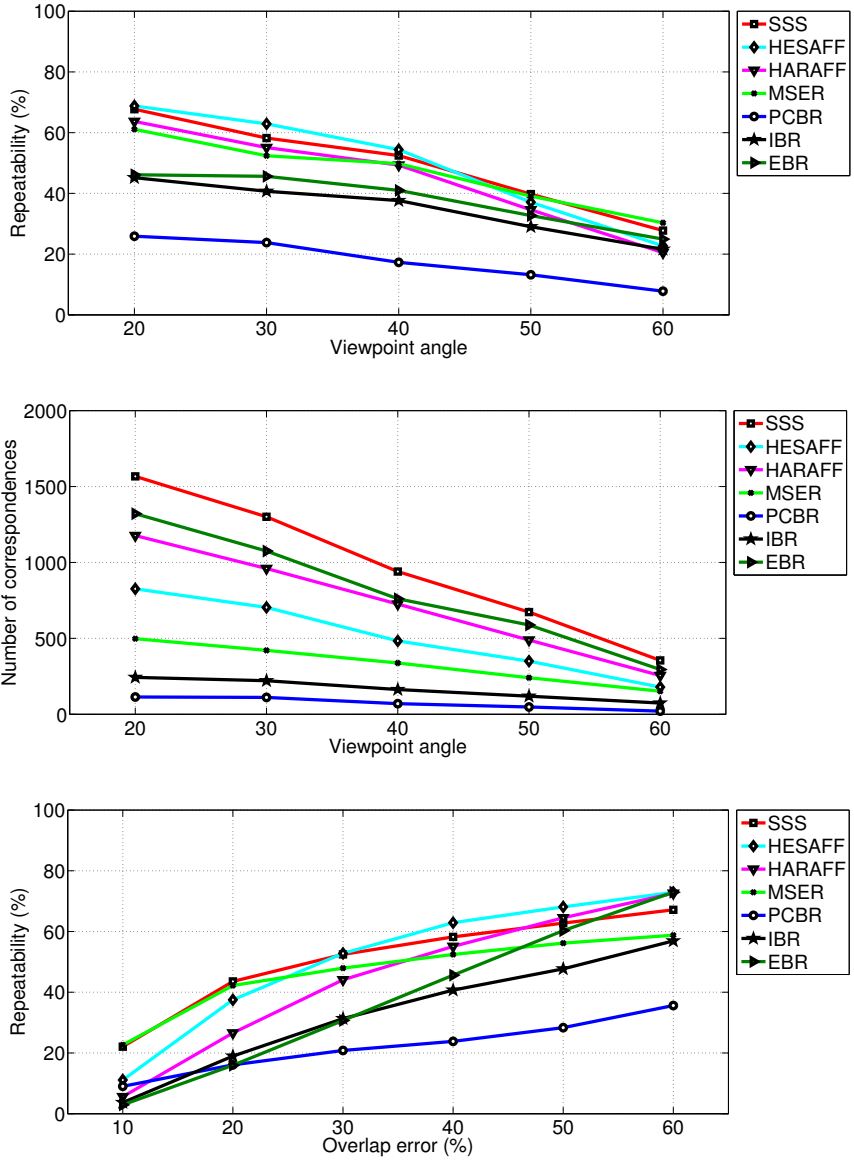 100
80
60
40
20
0
Repeatability (%)
20 30 40 50 60
Viewpoint angle
SSS
HESAFF
HARAFF
MSER
PCBR
IBR
EBR
2000
1500
1000
500
0
Number of correspondences
20 30 40 50 60
Viewpoint angle
SSS
HESAFF
HARAFF
MSER
PCBR
IBR
EBR
100
80
60
40
20
0
Repeatability (%)
10 20 30 40 50 60
Overlap error (%)
SSS
HESAFF
HARAFF
MSER
PCBR
IBR
EBR